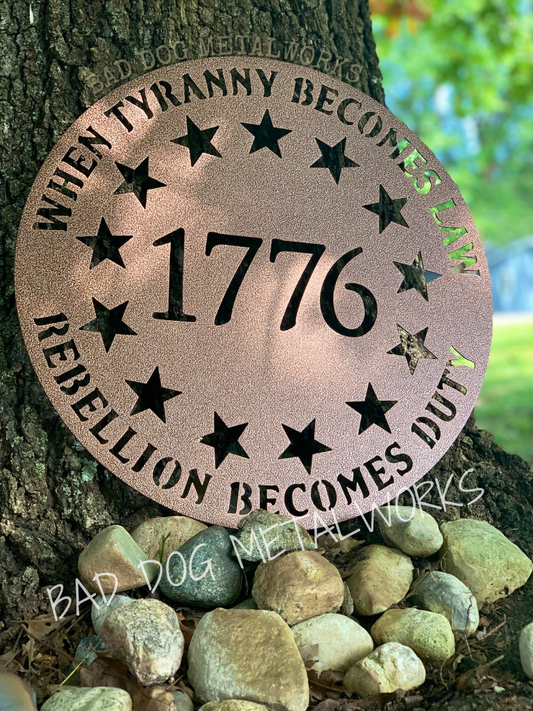 BAD DOG METALWORKS
WHEN TYRANNY BECOMES LAW
1776
REBELLION BECOMES DUTY
BAD DOG METALWORKS